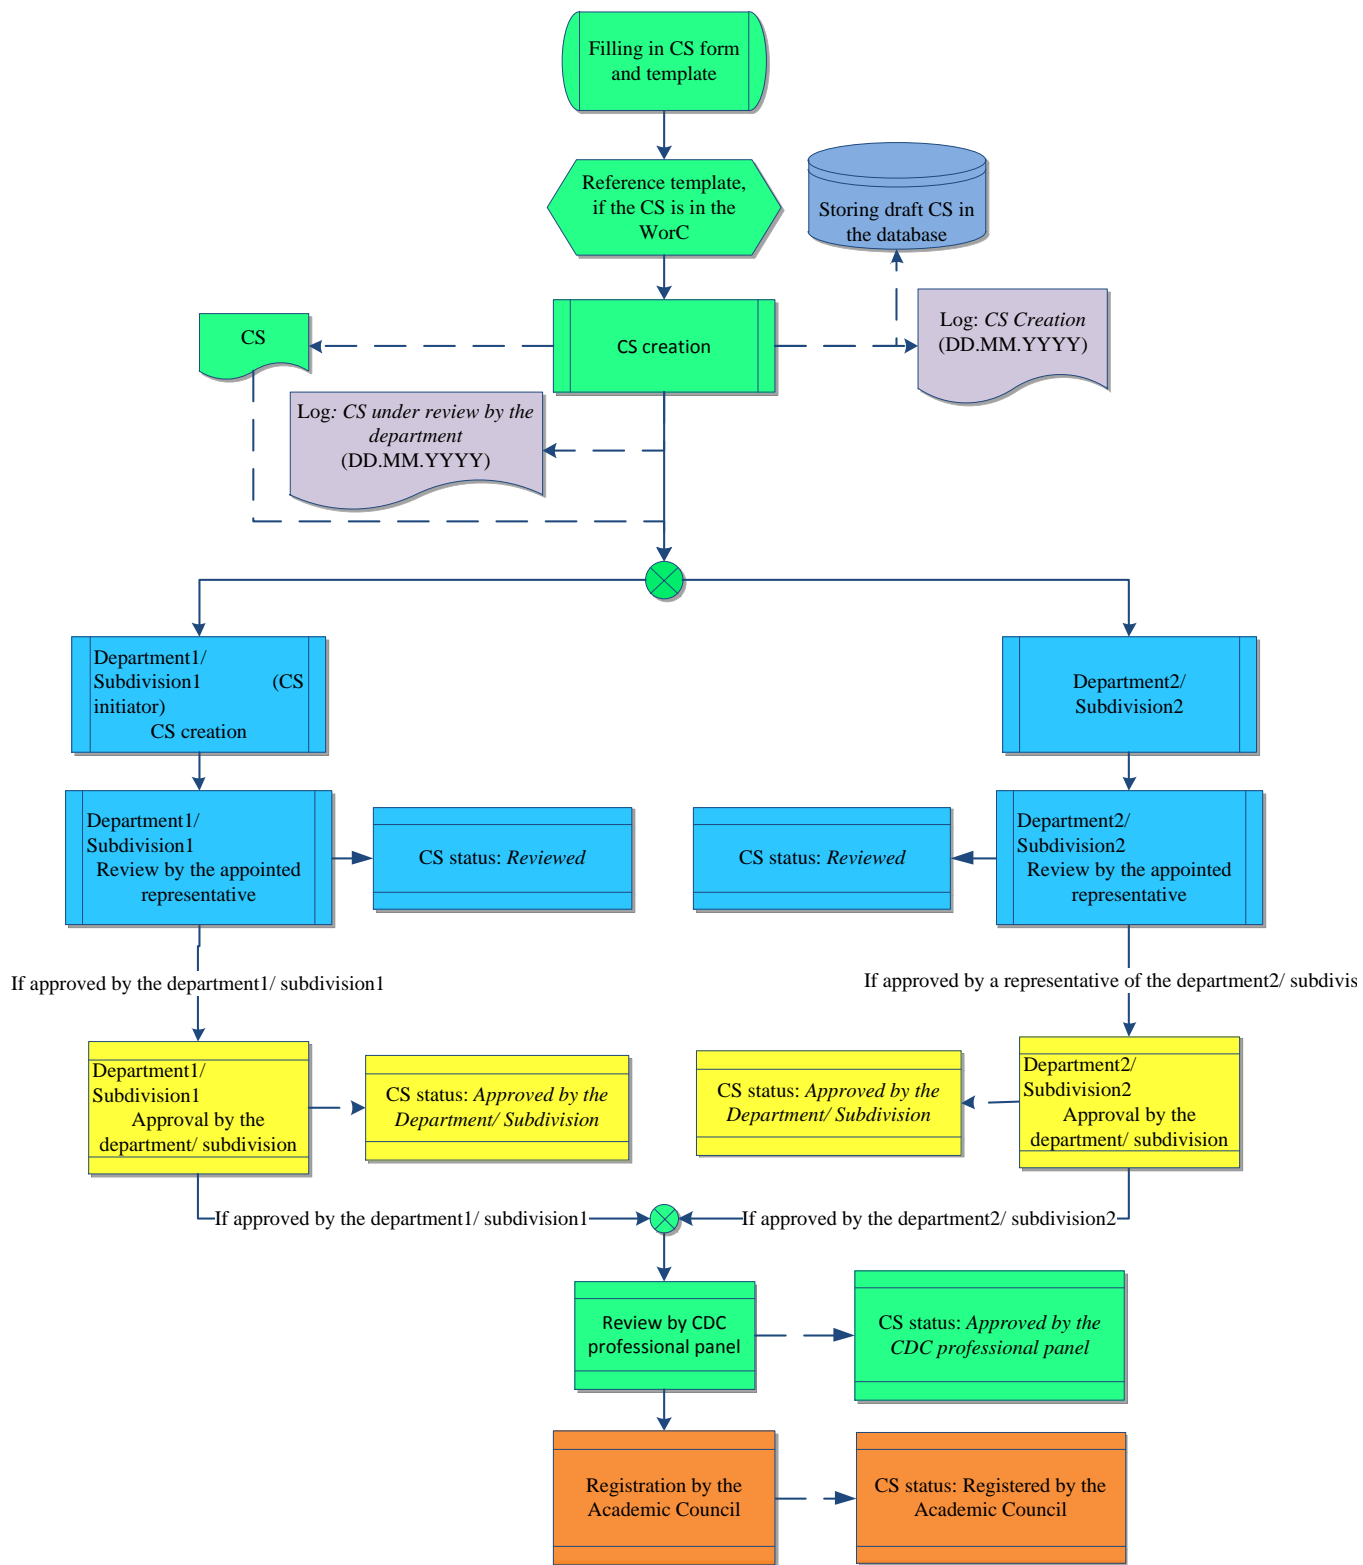 Filling in CS form
and template
Reference template,
if the CS is in the
WorC
Storing draft CS in
the database
CS
CS creation
Log: CS Creation
(DD.MM.YYYY)
Log: CS under review by the
department
(DD.MM.YYYY)
Department1/
Subdivision1 (CS
initiator)
CS creation
Department2/
Subdivision2
Department1/
Subdivision1
Review by the appointed
representative
CS status: Reviewed
CS status: Reviewed
Department2/
Subdivision2
Review by the appointed
representative
If approved by the department1/ subdivision1
If approved by a representative of the department2/ subdivis
Department1/
Subdivision1
Approval by the
department/ subdivision
CS status: Approved by the
Department/ Subdivision
CS status: Approved by the
Department/ Subdivision
Department2/
Subdivision2
Approval by the
department/ subdivision
If approved by the department1/ subdivision1
If approved by the department2/ subdivision2
Review by CDC
professional panel
CS status: Approved by the
CDC professional panel
Registration by the
Academic Council
CS status: Registered by the
Academic Council